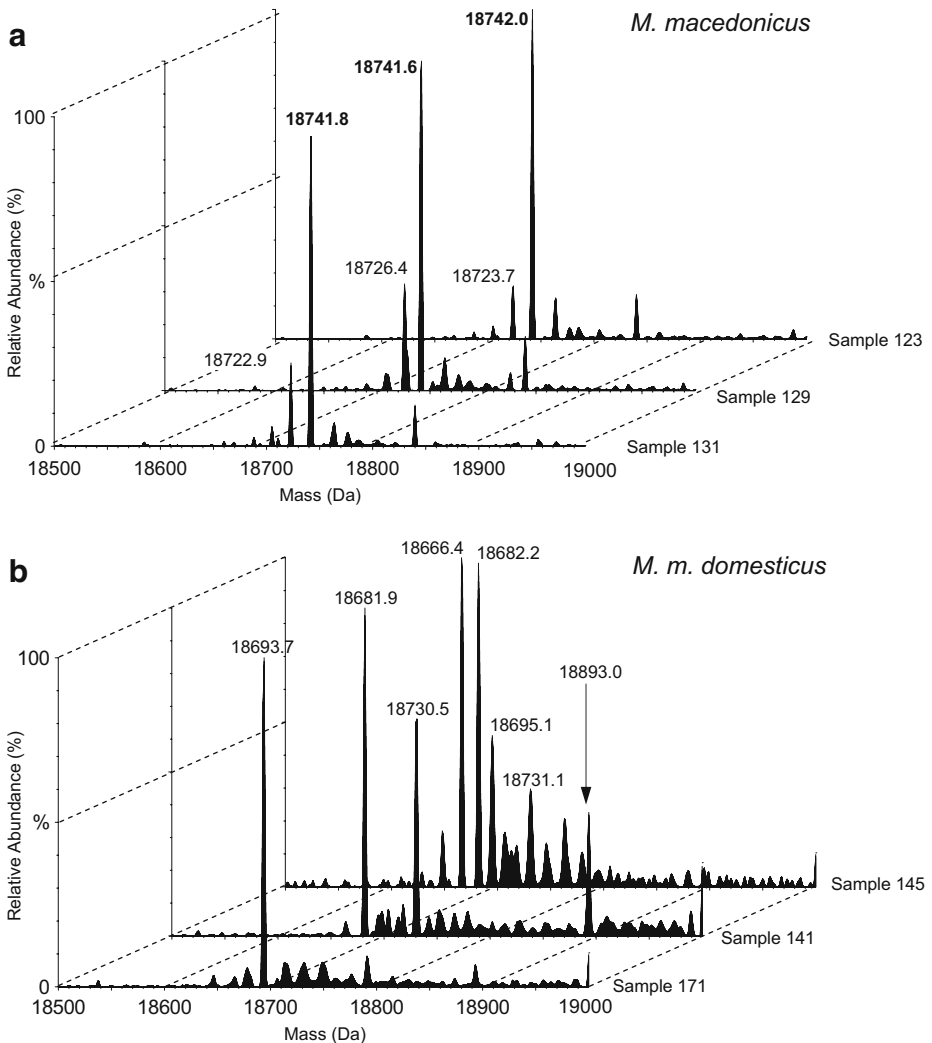 a
M. macedonicus
18742.0
18741.6
100
18741.8
Relative Abundance (%)
18726.4
18723.7
%
18722.9
Sample 123
Sample 129
0
Sample 131
18500
18600
18700
18800
18900
19000
Mass (Da)
b
M. m. domesticus
18666.4
18682.2
18681.9
18693.7
100
18893.0
18730.5
18695.1
18731.1
Relative Abundance (%)
%
Sample 145
Sample 141
0
Sample 171
18500
18600
18700
18800
18900
19000
Mass (Da)